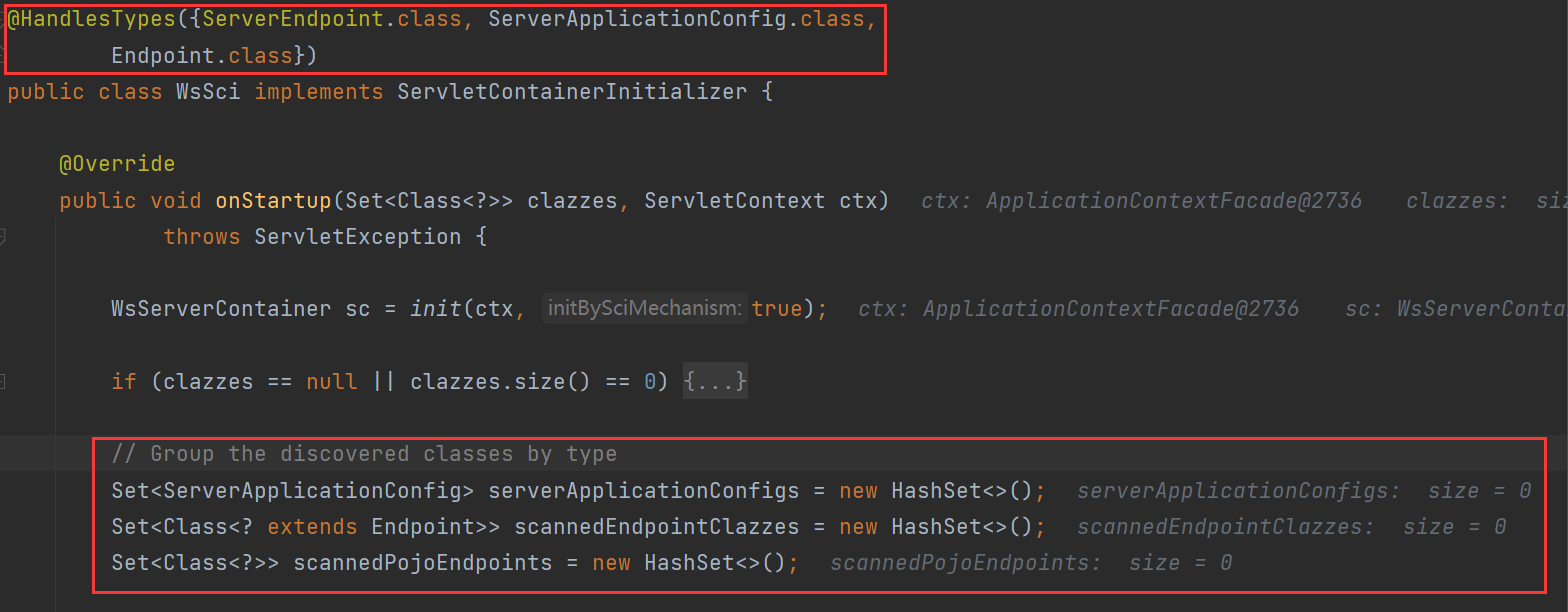 @HandlesTypes({ServerEndpoint.class, ServerApplicationConfig.class,
Endpoint.class})
public class WsSci implements ServletContainerInitializer {
@Override
public void onStartup(Set<Class<?>> clazzes, ServletContext ctx) ctx: ApplicationContextFacade@2736 clazzes:
throws ServletException {
WsServerContainer sc = init(ctx, initBySciMechanism: true); ctx: ApplicationContextFacade@2736 sc:
if (clazzes == null || clazzes.size() == 0) {...}
// Group the discovered classes by type
Set<ServerApplicationConfig> serverApplicationConfigs = new HashSet<>(); serverApplicationConfigs: size = 0
Set<Class<? extends Endpoint>> scannedEndpointClazzes = new HashSet<>(); scannedEndpointClazzes: size = 0
Set<Class<?>> scannedPojoEndpoints = new HashSet<>(); scannedPojoEndpoints: size = 0